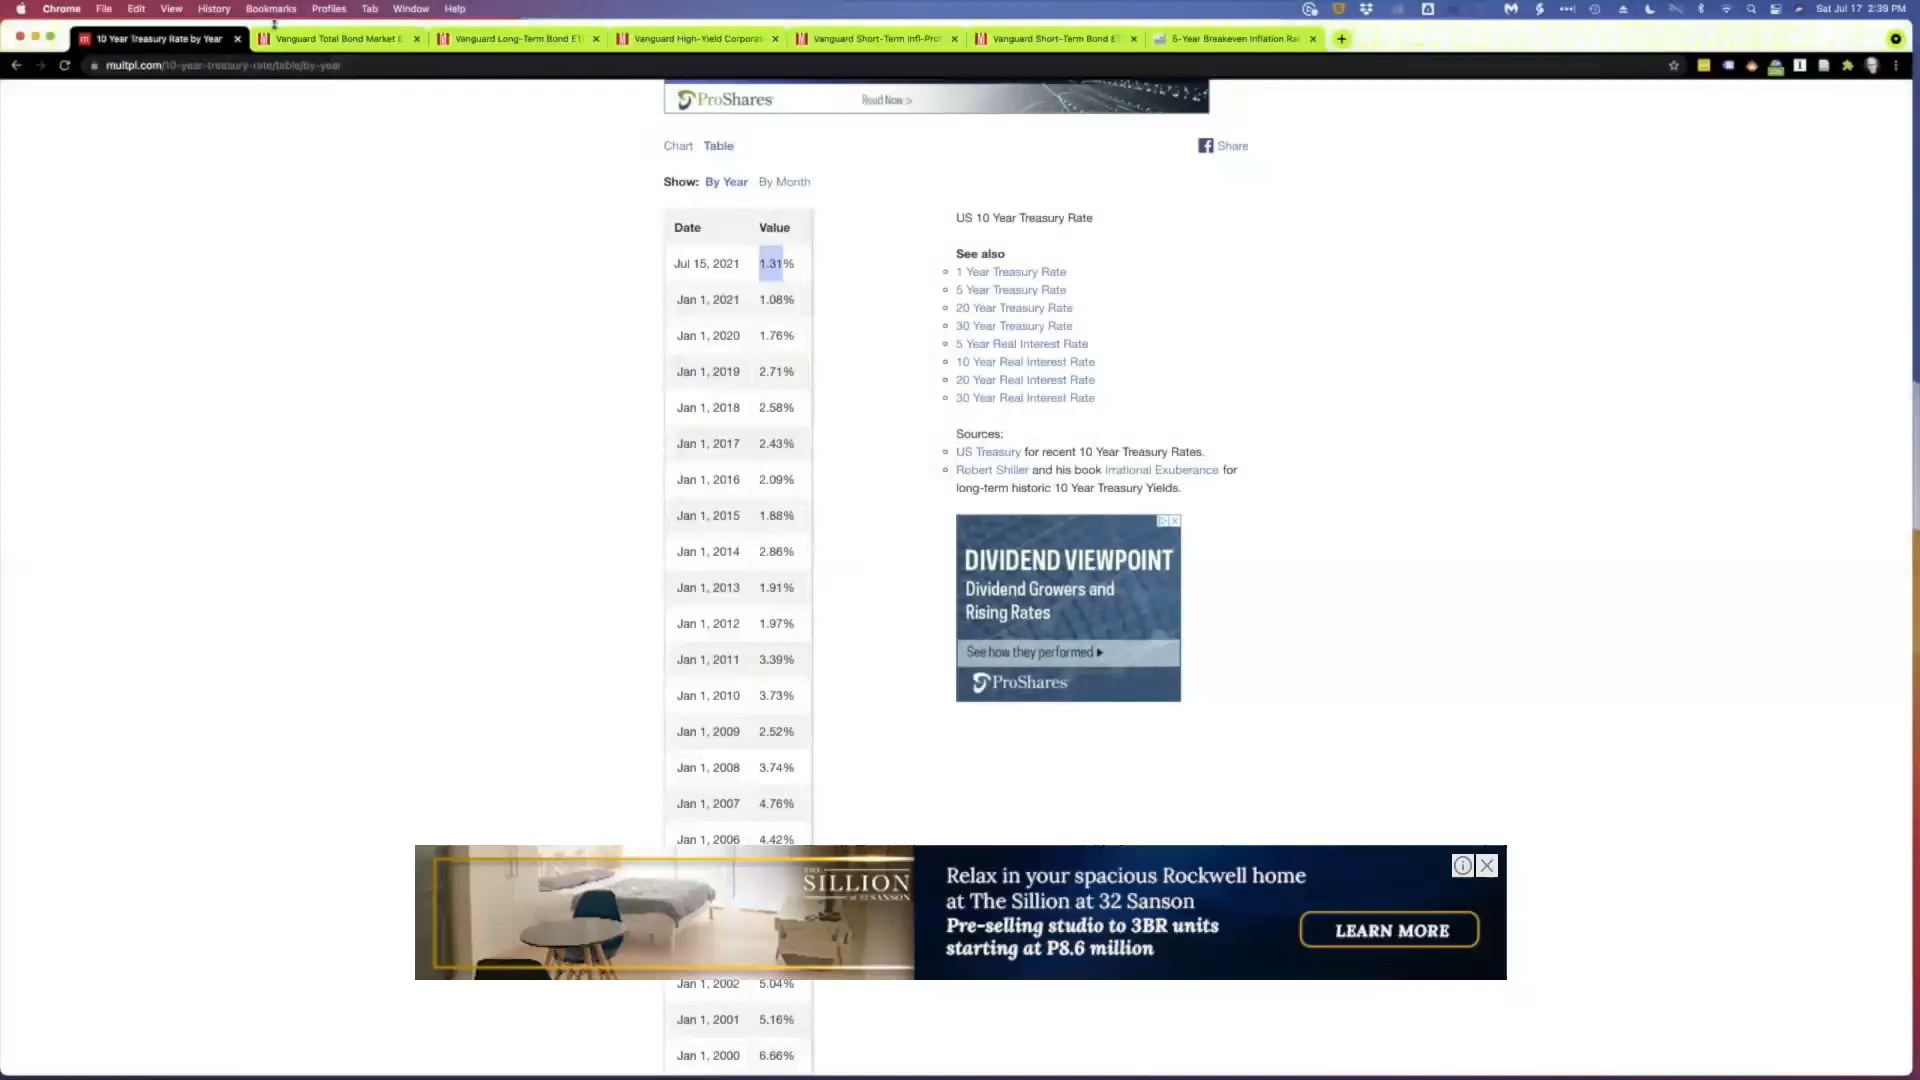 Chrome File Edit View History Bookmarks Profiles Tab Window Help
Sat Jul 17 2:39 PM
10 Year Treasury Rate by Year
Vanguard Total Bond Market E
Vanguard Long-Term Bond ET
Vanguard High-Yield Corporat
Vanguard Short-Term Infl-Prot
Vanguard Short-Term Bond E
5-Year Breakeven Inflation Rat
multpl.com/10-year-treasury-rate/table/by-year
ProShares Read Now >
Chart Table
Share
Show: By Year By Month
Date Value
Jul 15, 2021 1.31%
Jan 1, 2021 1.08%
Jan 1, 2020 1.76%
Jan 1, 2019 2.71%
Jan 1, 2018 2.58%
Jan 1, 2017 2.43%
Jan 1, 2016 2.09%
Jan 1, 2015 1.88%
Jan 1, 2014 2.86%
Jan 1, 2013 1.91%
Jan 1, 2012 1.97%
Jan 1, 2011 3.39%
Jan 1, 2010 3.73%
Jan 1, 2009 2.52%
Jan 1, 2008 3.74%
Jan 1, 2007 4.76%
Jan 1, 2006 4.42%
Jan 1, 2002 5.04%
Jan 1, 2001 5.16%
Jan 1, 2000 6.66%
US 10 Year Treasury Rate
See also
1 Year Treasury Rate
5 Year Treasury Rate
20 Year Treasury Rate
30 Year Treasury Rate
5 Year Real Interest Rate
10 Year Real Interest Rate
20 Year Real Interest Rate
30 Year Real Interest Rate
Sources:
US Treasury for recent 10 Year Treasury Rates.
Robert Shiller and his book Irrational Exuberance for
long-term historic 10 Year Treasury Yields.
DIVIDEND VIEWPOINT
Dividend Growers and
Rising Rates
See how they performed
ProShares
THE
SILLION
AT 32 SANSON
Relax in your spacious Rockwell home
at The Sillion at 32 Sanson
Pre-selling studio to 3BR units
starting at P8.6 million
LEARN MORE